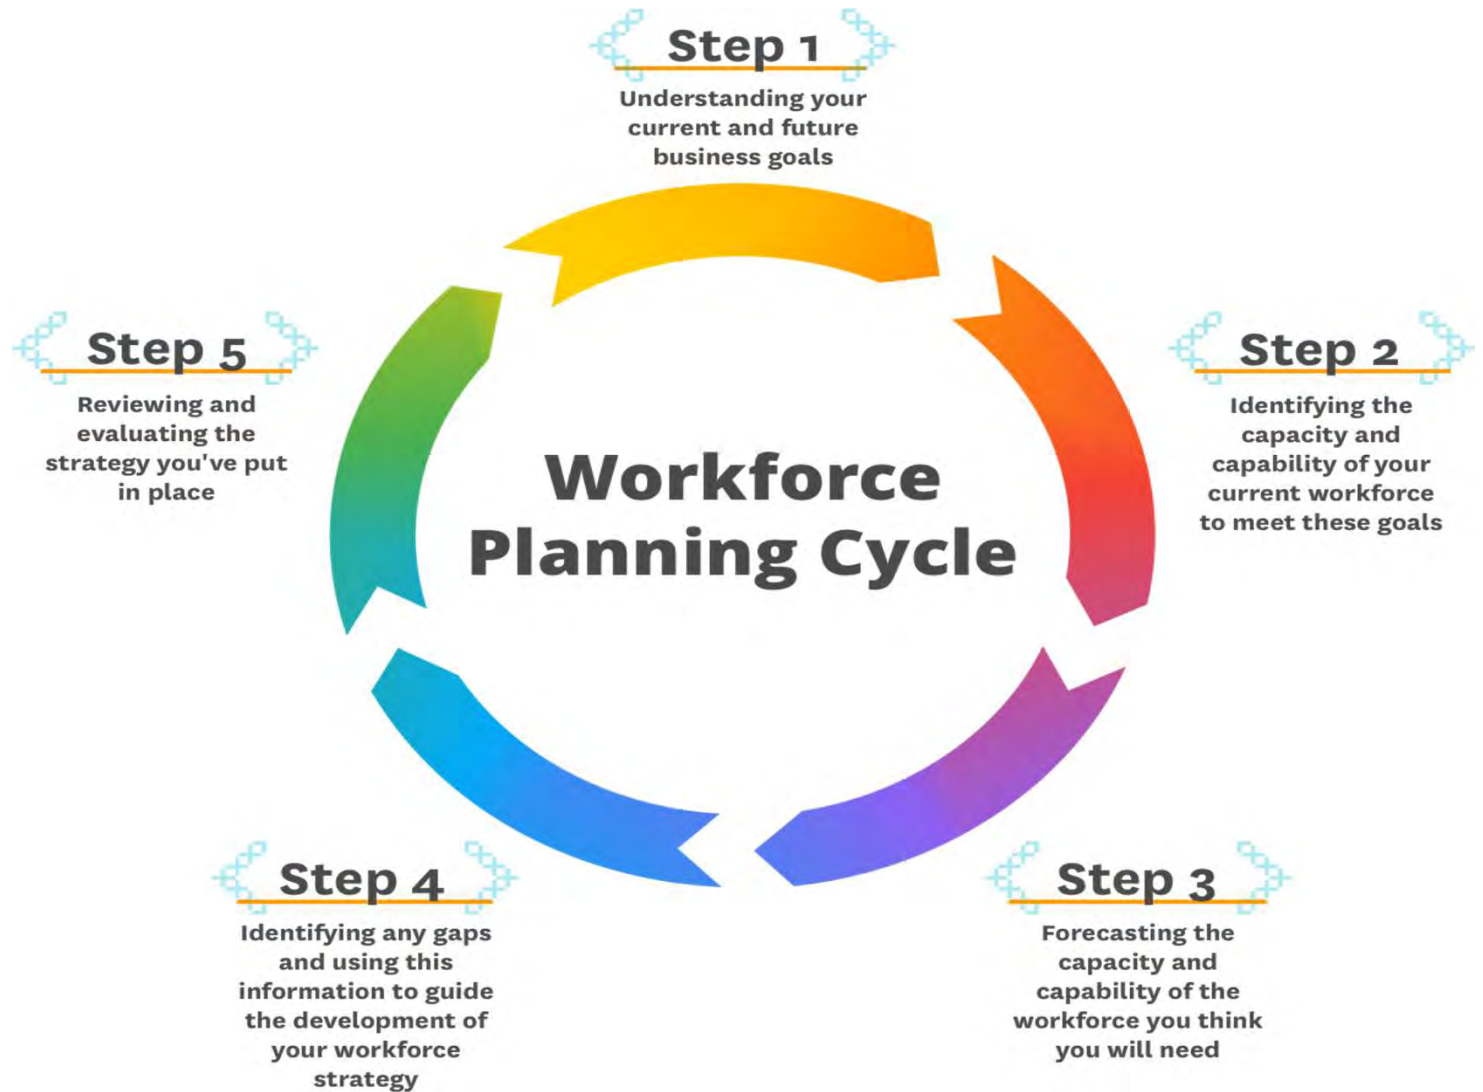 Step 1
Understanding your
current and future
business goals
Step 2
Identifying the
capacity and
capability of your
current workforce
to meet these goals
Step 3
Forecasting the
capacity and
capability of the
workforce you think
you will need
Step 4
Identifying any gaps
and using this
information to guide
the development of
your workforce
strategy
Step 5
Reviewing and
evaluating the
strategy you've put
in place
Workforce
Planning Cycle